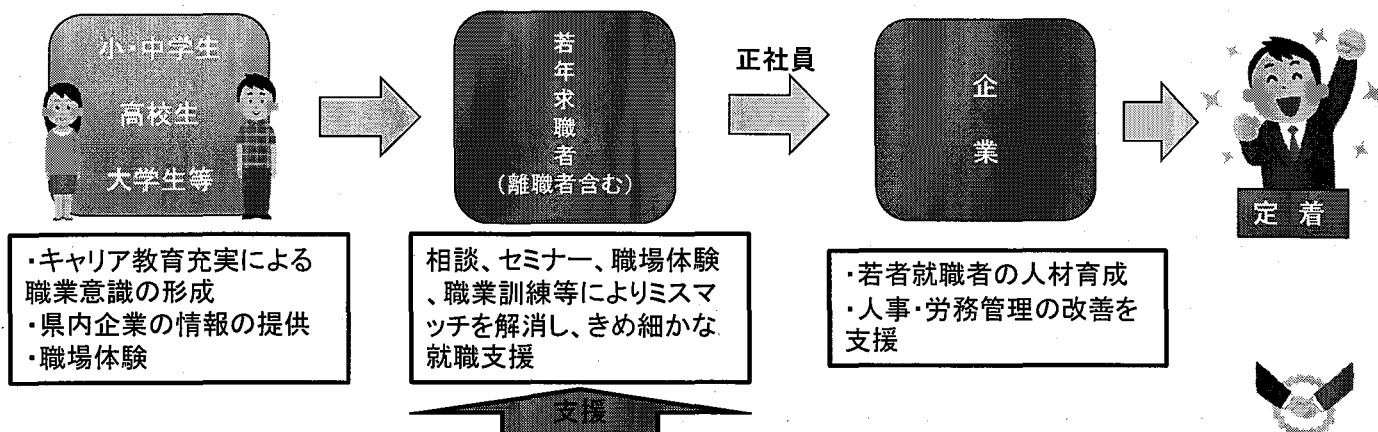 小・中学生
高校生
大学生等
若年求職者
(離職者含む)
正社員
企業
定着
・キャリア教育充実による
職業意識の形成
・県内企業の情報の提供
・職場体験
相談、セミナー、職場体験
、職業訓練等によりミスマ
ッチを解消し、きめ細かな
就職支援
・若者就職者の人材育成
・人事・労務管理の改善を
支援
支援